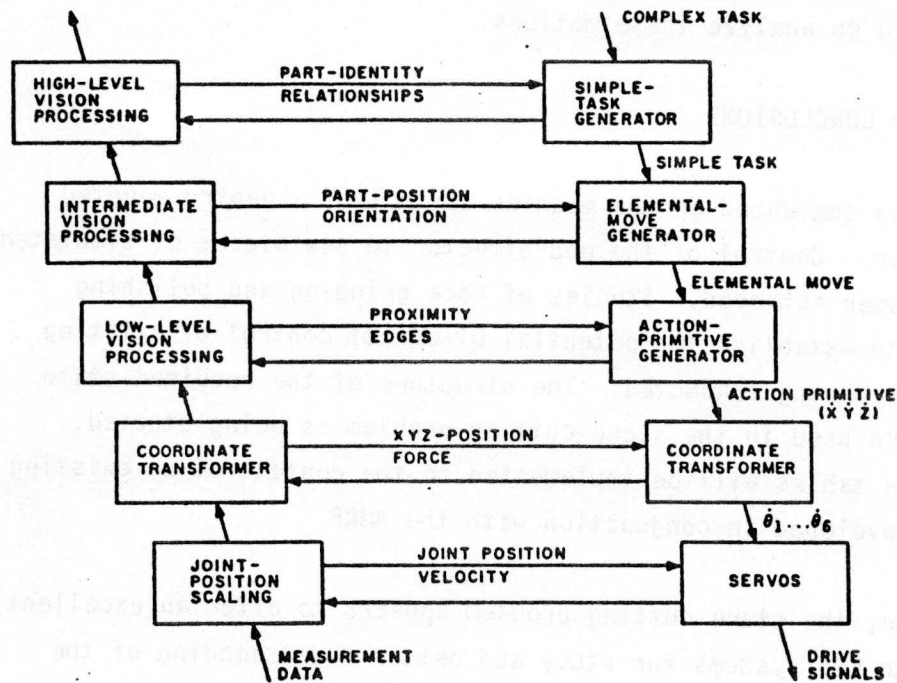 COMPLEX TASK
HIGH-LEVEL
VISION
PROCESSING
PART-IDENTITY
RELATIONSHIPS
SIMPLE-
TASK
GENERATOR
SIMPLE TASK
INTERMEDIATE
VISION
PROCESSING
PART-POSITION
ORIENTATION
ELEMENTAL-
MOVE
GENERATOR
ELEMENTAL MOVE
LOW-LEVEL
VISION
PROCESSING
PROXIMITY
EDGES
ACTION-
PRIMITIVE
GENERATOR
ACTION PRIMITIVE
(Ẋ Ẏ Ż)
COORDINATE
TRANSFORMER
XYZ-POSITION
FORCE
COORDINATE
TRANSFORMER
θ̇1 ... θ̇6
JOINT-
POSITION
SCALING
JOINT POSITION
VELOCITY
SERVOS
MEASUREMENT
DATA
DRIVE
SIGNALS